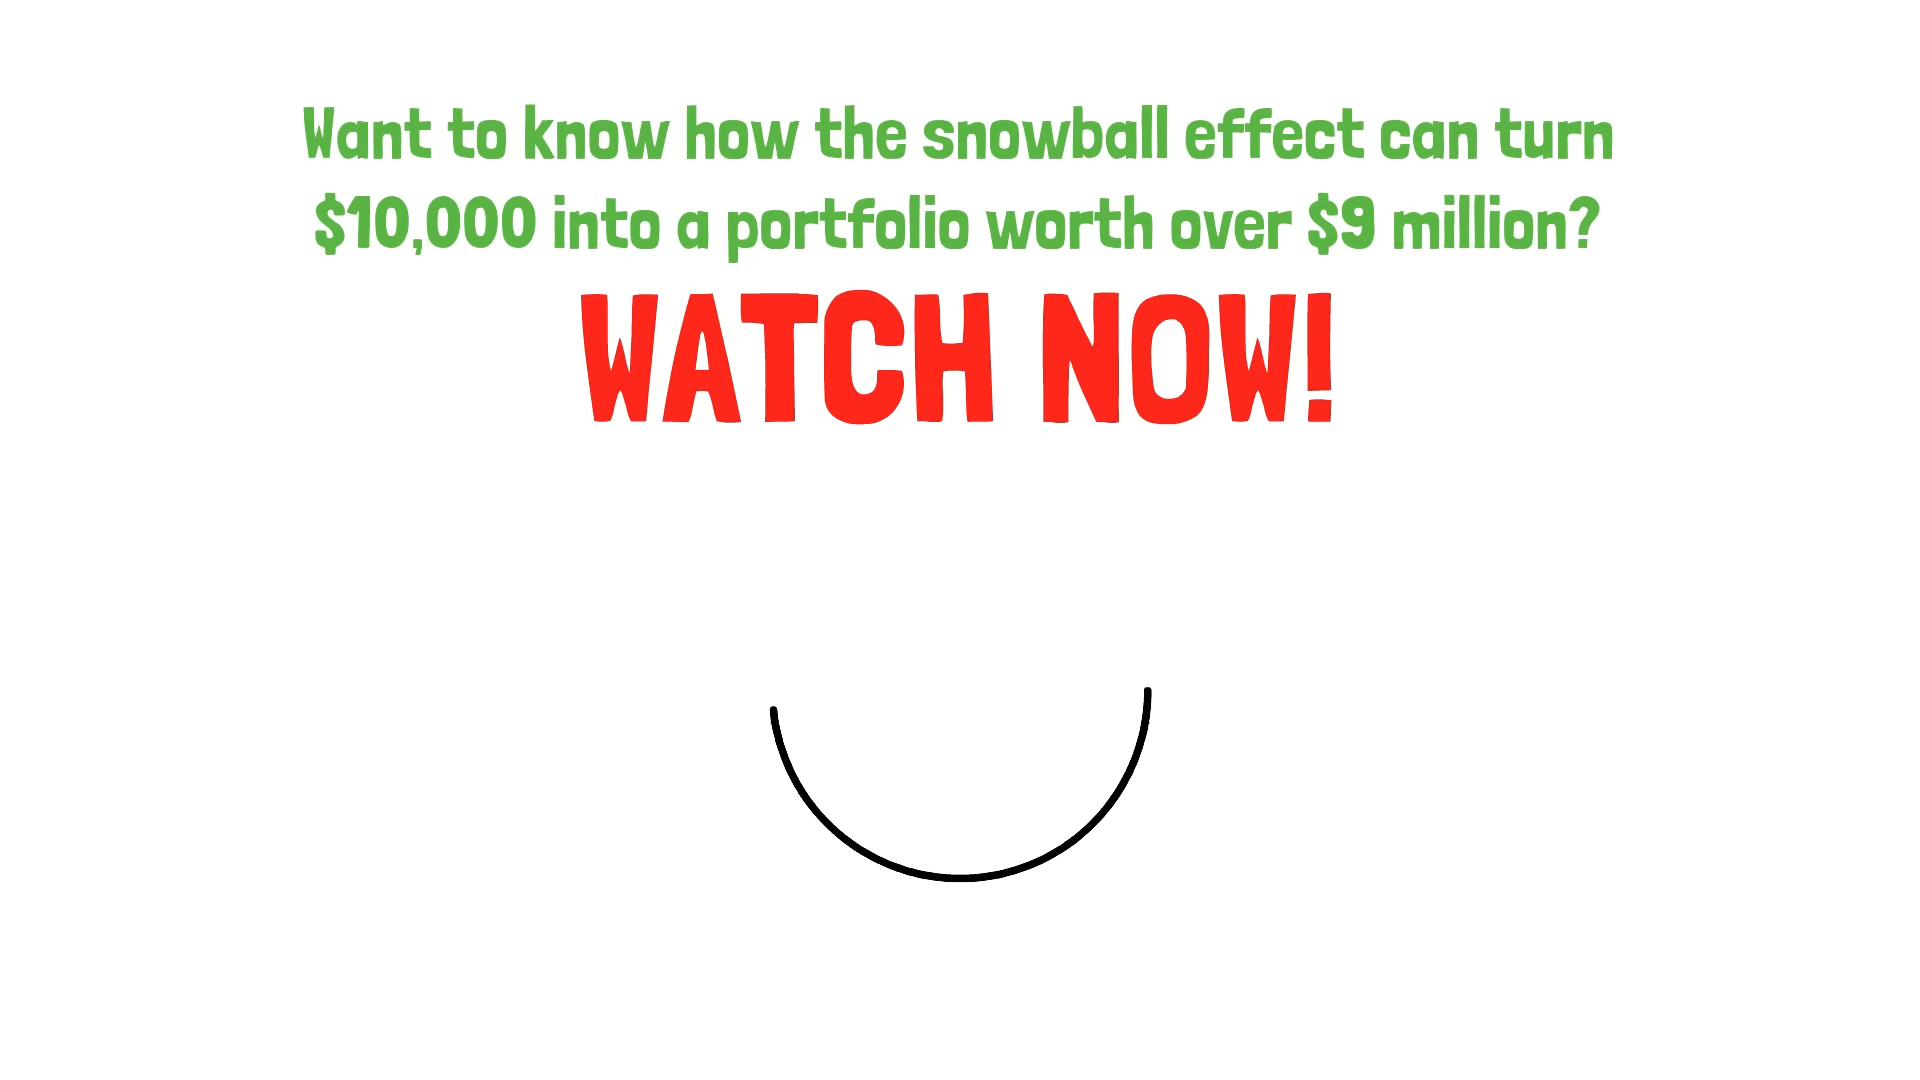 Want to know how the snowball effect can turn
$10,000 into a portfolio worth over $9 million?
WATCH NOW!